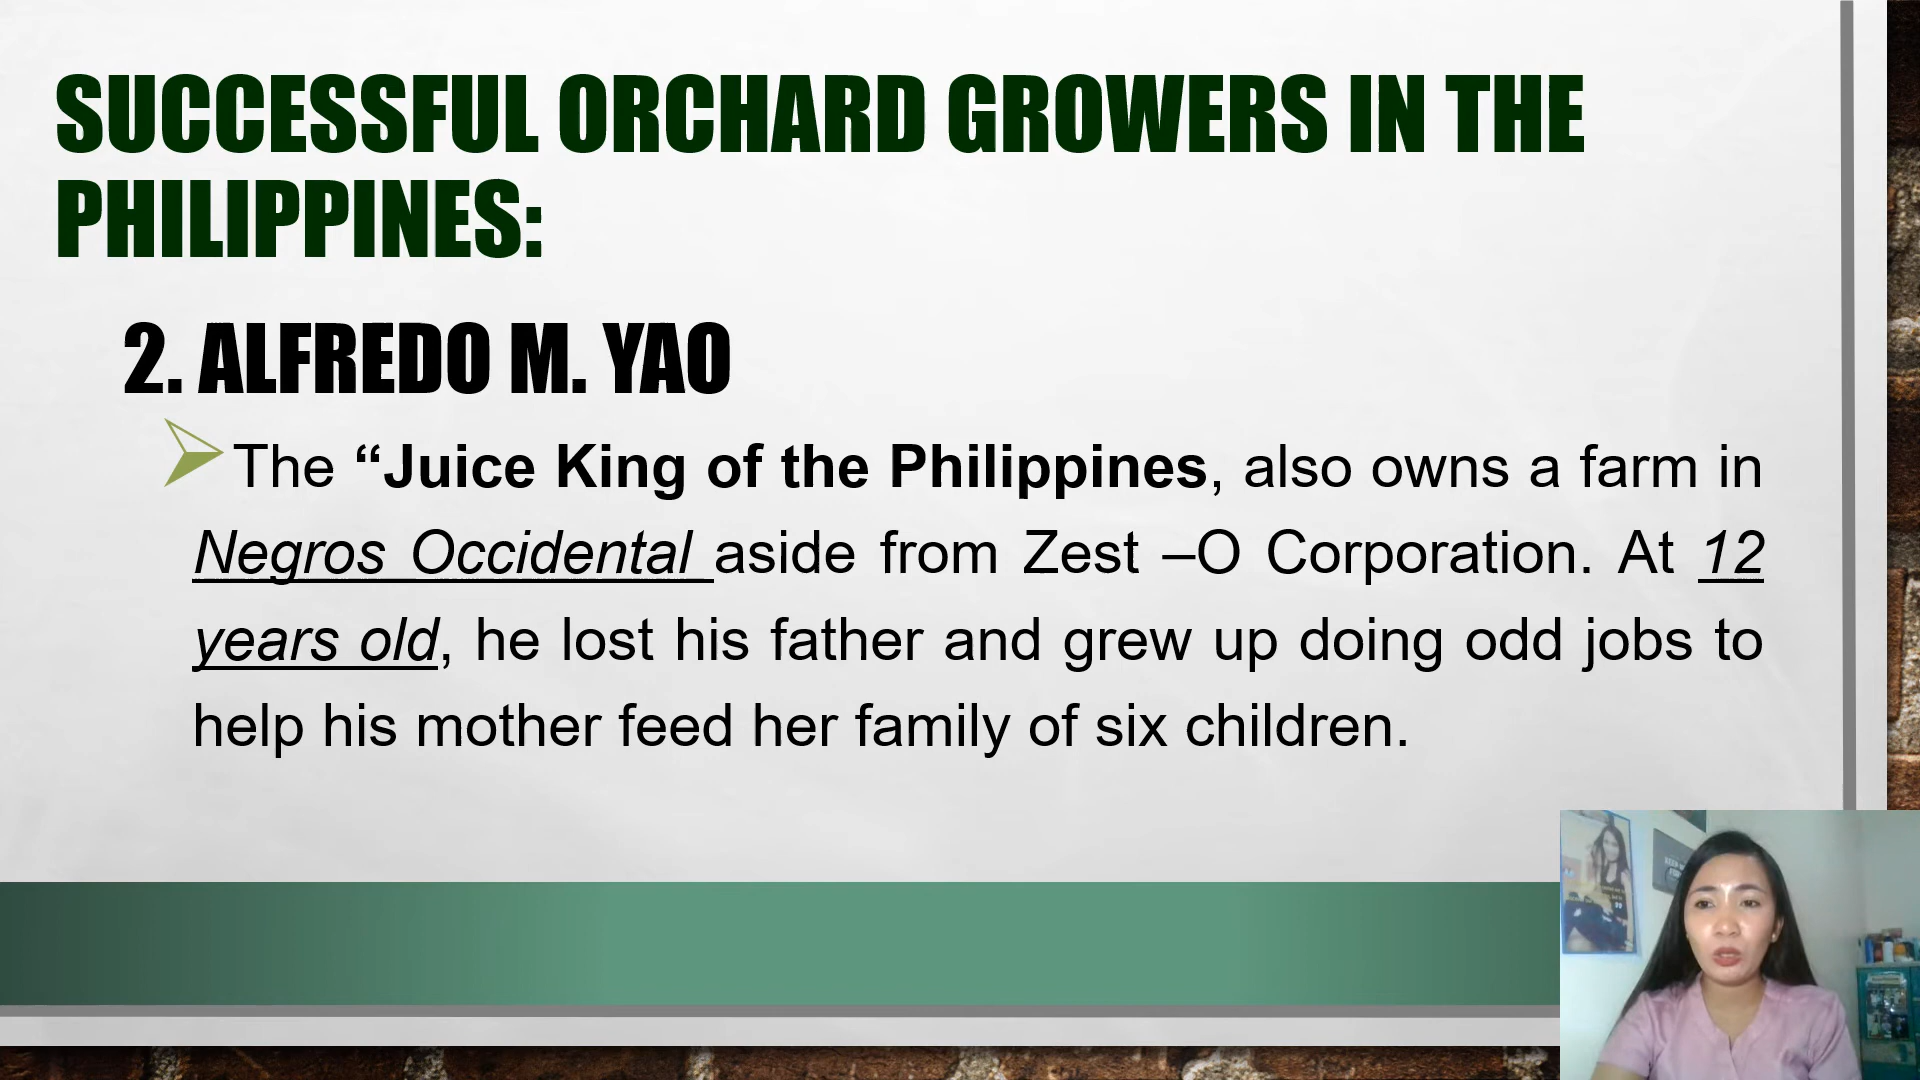 SUCCESSFUL ORCHARD GROWERS IN THE
PHILIPPINES:
2. ALFREDO M. YAO
The “Juice King of the Philippines, also owns a farm in
Negros Occidental aside from Zest –O Corporation. At 12
years old, he lost his father and grew up doing odd jobs to
help his mother feed her family of six children.